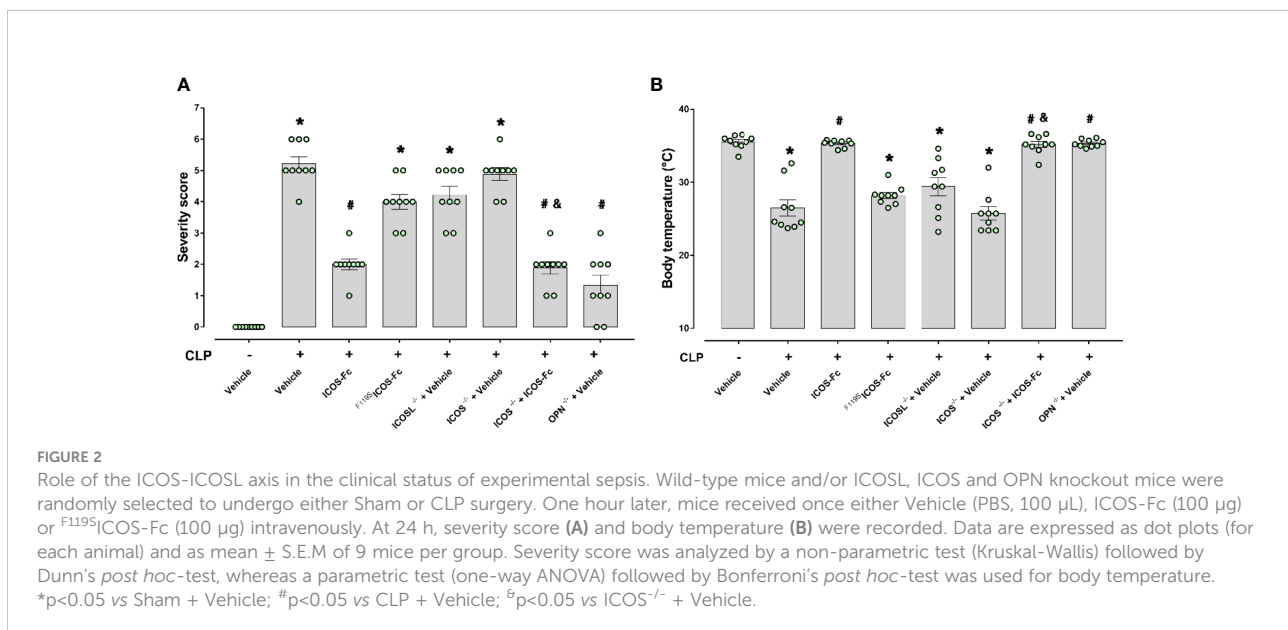 A
B
Severity score
7
6
5
4
3
2
1
0
* # * * * # & #
CLP - + + + + + + +
Vehicle
Vehicle
ICOS-Fc
F119SICOS-Fc
ICOSL-/- + Vehicle
ICOS-/- + Vehicle
ICOS-/- + ICOS-Fc
OPN-/- + Vehicle
Body temperature (°C)
40
30
20
10
* # * * * # & #
CLP - + + + + + + +
Vehicle
Vehicle
ICOS-Fc
F119SICOS-Fc
ICOSL-/- + Vehicle
ICOS-/- + Vehicle
ICOS-/- + ICOS-Fc
OPN-/- + Vehicle
FIGURE 2
Role of the ICOS-ICOSL axis in the clinical status of experimental sepsis. Wild-type mice and/or ICOSL, ICOS and OPN knockout mice were
randomly selected to undergo either Sham or CLP surgery. One hour later, mice received once either Vehicle (PBS, 100 µL), ICOS-Fc (100 µg)
or F119SICOS-Fc (100 µg) intravenously. At 24 h, severity score (A) and body temperature (B) were recorded. Data are expressed as dot plots (for
each animal) and as mean ± S.E.M of 9 mice per group. Severity score was analyzed by a non-parametric test (Kruskal-Wallis) followed by
Dunn's post hoc-test, whereas a parametric test (one-way ANOVA) followed by Bonferroni's post hoc-test was used for body temperature.
*p<0.05 vs Sham + Vehicle; #p<0.05 vs CLP + Vehicle; &p<0.05 vs ICOS-/- + Vehicle.